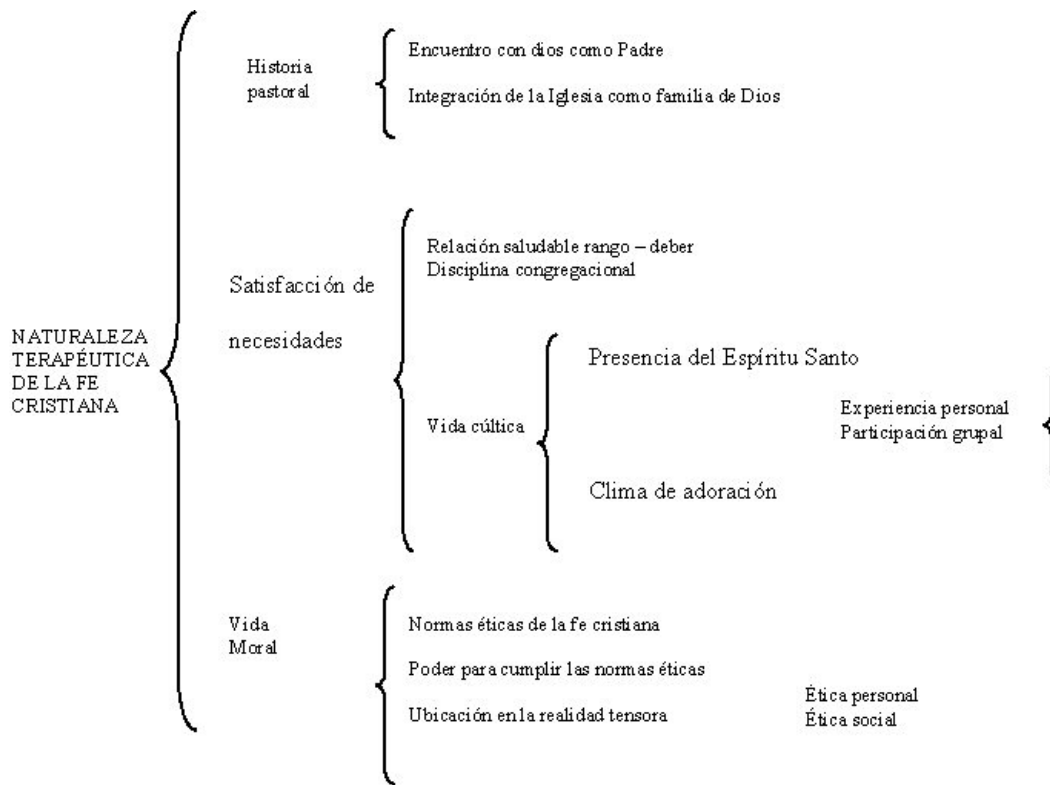 Historia
pastoral
Encuentro con dios como Padre
Integración de la Iglesia como familia de Dios
NATURALEZA
TERAPÉUTICA
DE LA FE
CRISTIANA
Satisfacción de
necesidades
Relación saludable rango – deber
Disciplina congregacional
Vida cúltica
Presencia del Espíritu Santo
Clima de adoración
Experiencia personal
Participación grupal
Vida
Moral
Normas éticas de la fe cristiana
Poder para cumplir las normas éticas
Ubicación en la realidad tensora
Ética personal
Ética social